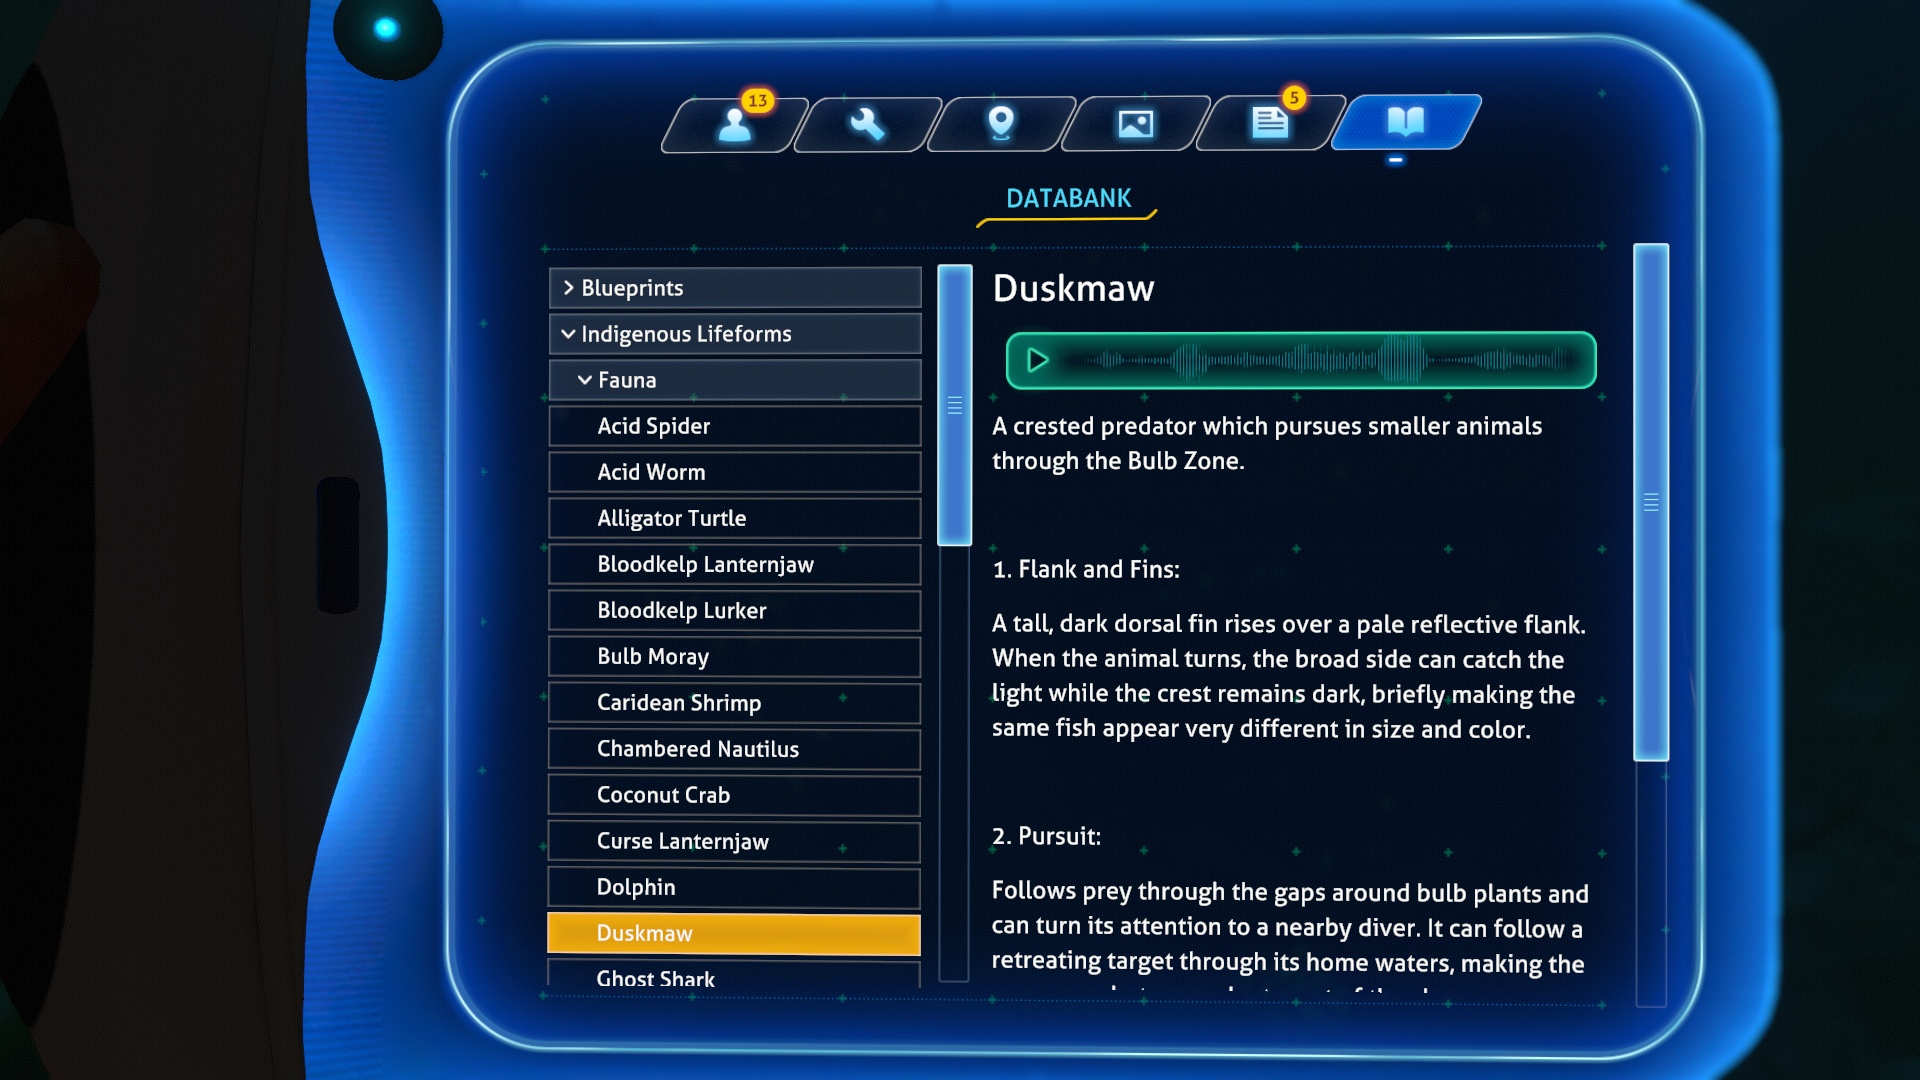 13
5
DATABANK
Blueprints
Indigenous Lifeforms
Fauna
Acid Spider
Acid Worm
Alligator Turtle
Bloodkelp Lanternjaw
Bloodkelp Lurker
Bulb Moray
Caridean Shrimp
Chambered Nautilus
Coconut Crab
Curse Lanternjaw
Dolphin
Duskmaw
Ghost Shark
Duskmaw
A crested predator which pursues smaller animals
through the Bulb Zone.
1. Flank and Fins:
A tall, dark dorsal fin rises over a pale reflective flank.
When the animal turns, the broad side can catch the
light while the crest remains dark, briefly making the
same fish appear very different in size and color.
2. Pursuit:
Follows prey through the gaps around bulb plants and
can turn its attention to a nearby diver. It can follow a
retreating target through its home waters, making the